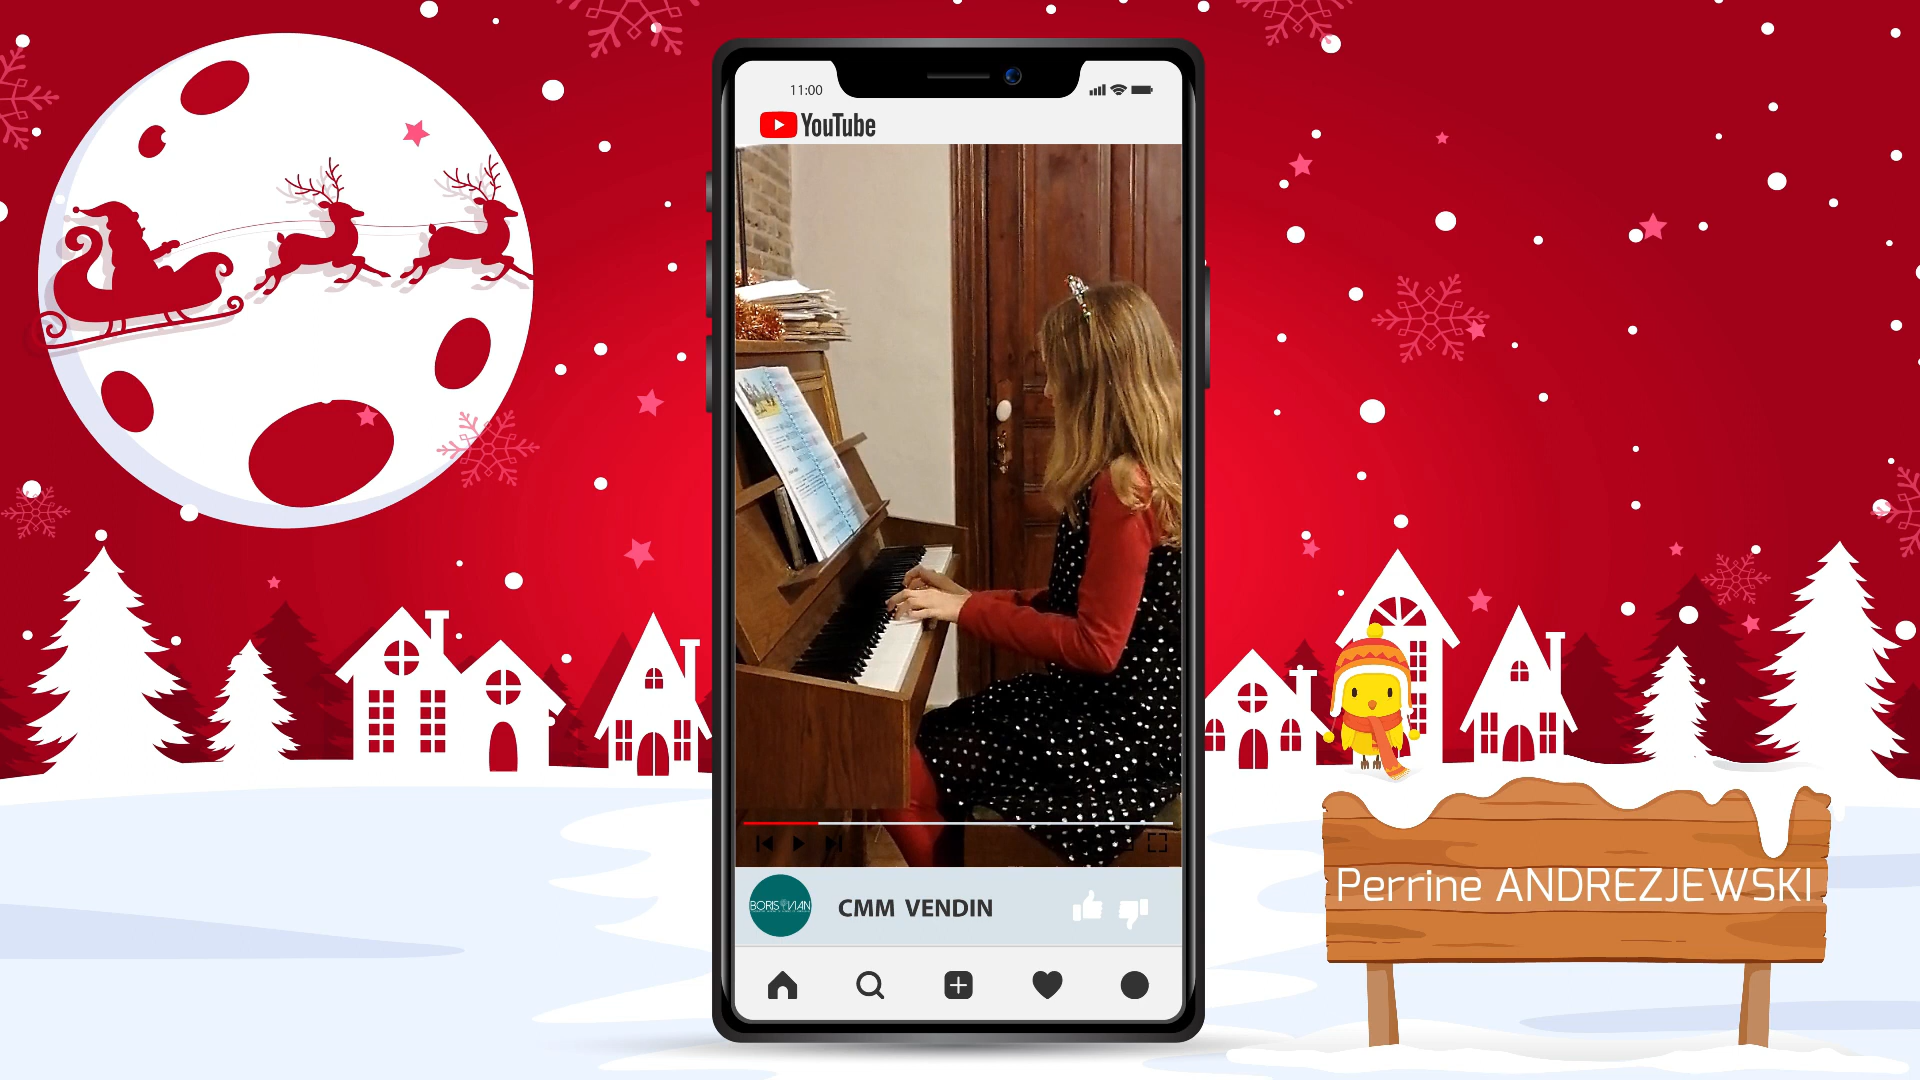 11:00
YouTube
BORIS VIAN
CMM VENDIN
Perrine ANDREZJEWSKI